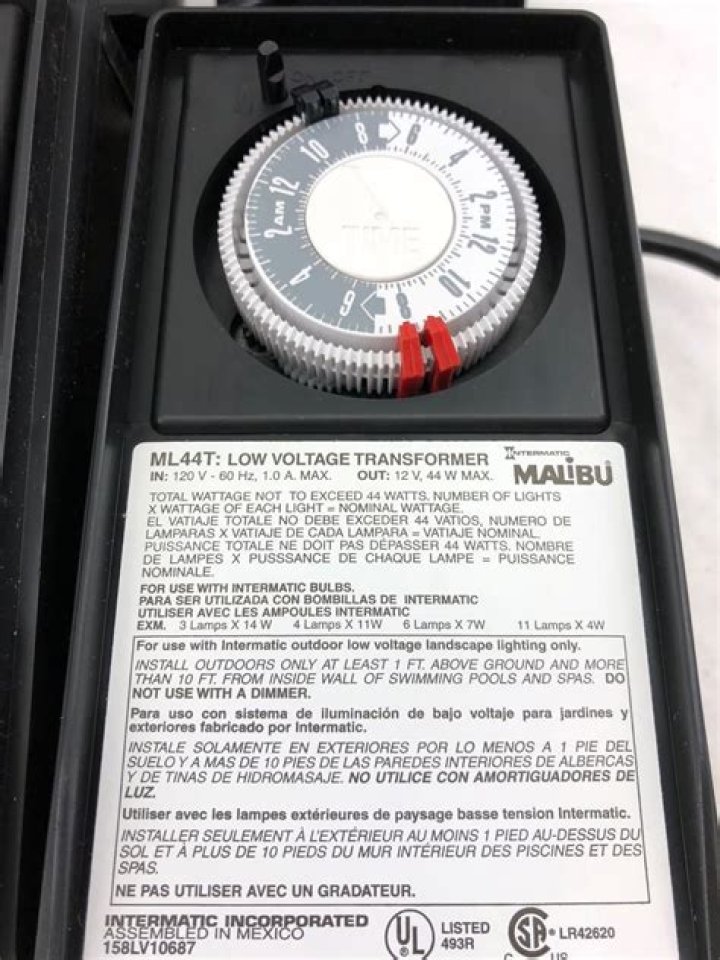 ON OFF
TIME
8 6 4 2 PM 12 10 8 6 4 2 AM 12 10
ML44T: LOW VOLTAGE TRANSFORMER
IN: 120 V - 60 Hz, 1.0 A. MAX. OUT: 12 V, 44 W MAX.
INTERMATIC
MALIBU
TOTAL WATTAGE NOT TO EXCEED 44 WATTS. NUMBER OF LIGHTS
X WATTAGE OF EACH LIGHT = NOMINAL WATTAGE.
EL VATIAJE TOTALE NO DEBE EXCEDER 44 VATIOS, NUMERO DE
LAMPARAS X VATIAJE DE CADA LAMPARA = VATIAJE NOMINAL.
PUISSANCE TOTALE NE DOIT PAS DÉPASSER 44 WATTS. NOMBRE
DE LAMPES X PUSSSANCE DE CHAQUE LAMPE = PUISSANCE
NOMINALE.
FOR USE WITH INTERMATIC BULBS.
PARA SER UTILIZADA CON BOMBILLAS DE INTERMATIC
UTILISER AVEC LES AMPOULES INTERMATIC
EXM. 3 Lamps X 14 W 4 Lamps X 11W 6 Lamps X 7W 11 Lamps X 4W
For use with Intermatic outdoor low voltage landscape lighting only.
INSTALL OUTDOORS ONLY AT LEAST 1 FT. ABOVE GROUND AND MORE
THAN 10 FT. FROM INSIDE WALL OF SWIMMING POOLS AND SPAS. DO
NOT USE WITH A DIMMER.
Para uso con sistema de iluminación de bajo voltaje para jardines y
exteriores fabricado por Intermatic.
INSTALE SOLAMENTE EN EXTERIORES POR LO MENOS A 1 PIE DEL
SUELO Y A MAS DE 10 PIES DE LAS PAREDES INTERIORES DE ALBERCAS
Y DE TINAS DE HIDROMASAJE. NO UTILICE CON AMORTIGUADORES DE
LUZ.
Utiliser avec les lampes extérieures de paysage basse tension Intermatic.
INSTALLER SEULEMENT À L'EXTÉRIEUR AU MOINS 1 PIED AU-DESSUS DU
SOL ET À PLUS DE 10 PIEDS DU MUR INTÉRIEUR DES PISCINES ET DES
SPAS.
NE PAS UTILISER AVEC UN GRADATEUR.
INTERMATIC INCORPORATED
ASSEMBLED IN MEXICO
158LV10687
UL
LISTED
493R
SA
LR42620
C US